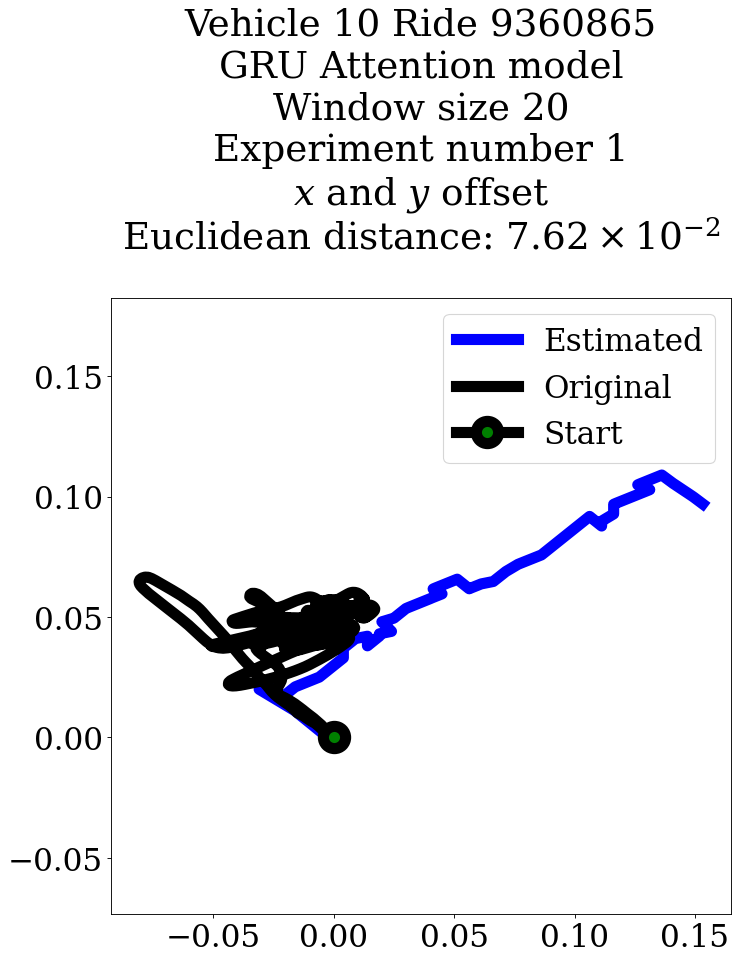 Vehicle 10 Ride 9360865
GRU Attention model
Window size 20
Experiment number 1
x and y offset
Euclidean distance: 7.62 × 10⁻²
Estimated
Original
Start
0.15
0.10
0.05
0.00
−0.05
−0.05 0.00 0.05 0.10 0.15